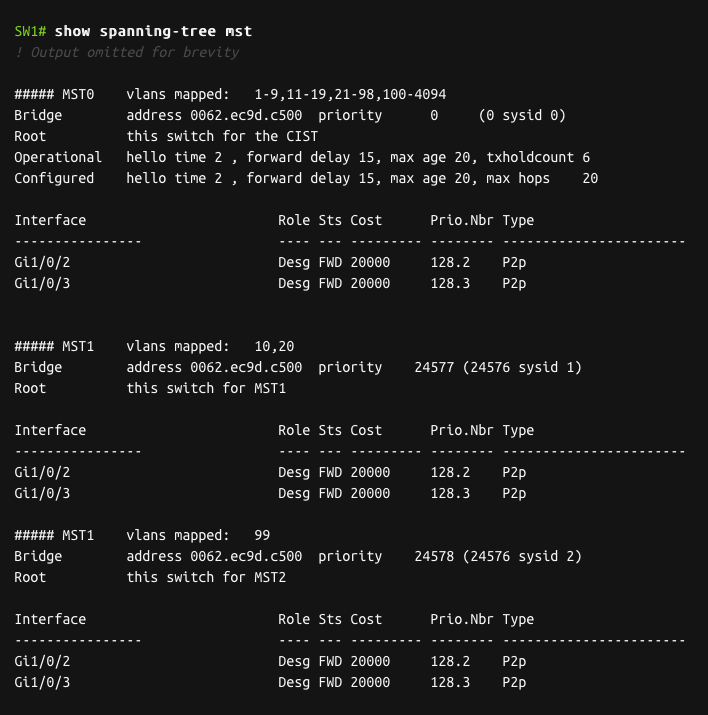 SW1# show spanning-tree mst
! Output omitted for brevity

##### MST0    vlans mapped:   1-9,11-19,21-98,100-4094
Bridge        address 0062.ec9d.c500  priority      0     (0 sysid 0)
Root          this switch for the CIST
Operational   hello time 2 , forward delay 15, max age 20, txholdcount 6
Configured    hello time 2 , forward delay 15, max age 20, max hops    20

Interface                        Role Sts Cost      Prio.Nbr Type
----------------                 ---- --- --------- -------- -----------------------
Gi1/0/2                          Desg FWD 20000     128.2    P2p
Gi1/0/3                          Desg FWD 20000     128.3    P2p


##### MST1    vlans mapped:   10,20
Bridge        address 0062.ec9d.c500  priority    24577 (24576 sysid 1)
Root          this switch for MST1

Interface                        Role Sts Cost      Prio.Nbr Type
----------------                 ---- --- --------- -------- -----------------------
Gi1/0/2                          Desg FWD 20000     128.2    P2p
Gi1/0/3                          Desg FWD 20000     128.3    P2p

##### MST1    vlans mapped:   99
Bridge        address 0062.ec9d.c500  priority    24578 (24576 sysid 2)
Root          this switch for MST2

Interface                        Role Sts Cost      Prio.Nbr Type
----------------                 ---- --- --------- -------- -----------------------
Gi1/0/2                          Desg FWD 20000     128.2    P2p
Gi1/0/3                          Desg FWD 20000     128.3    P2p